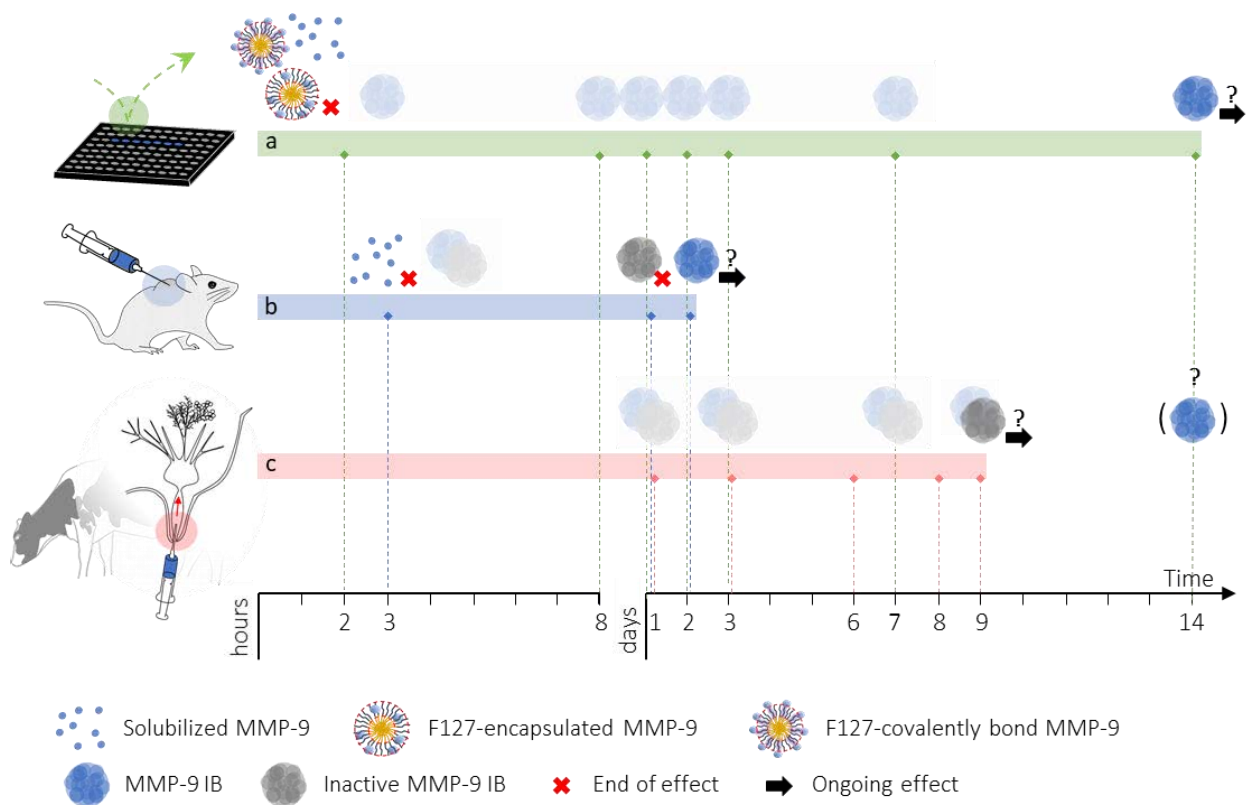 ?
a
?
b
?
?
( )
c
Time
hours
2 3 8
days
1 2 3 6 7 8 9 14
Solubilized MMP-9
F127-encapsulated MMP-9
F127-covalently bond MMP-9
MMP-9 IB
Inactive MMP-9 IB
End of effect
Ongoing effect